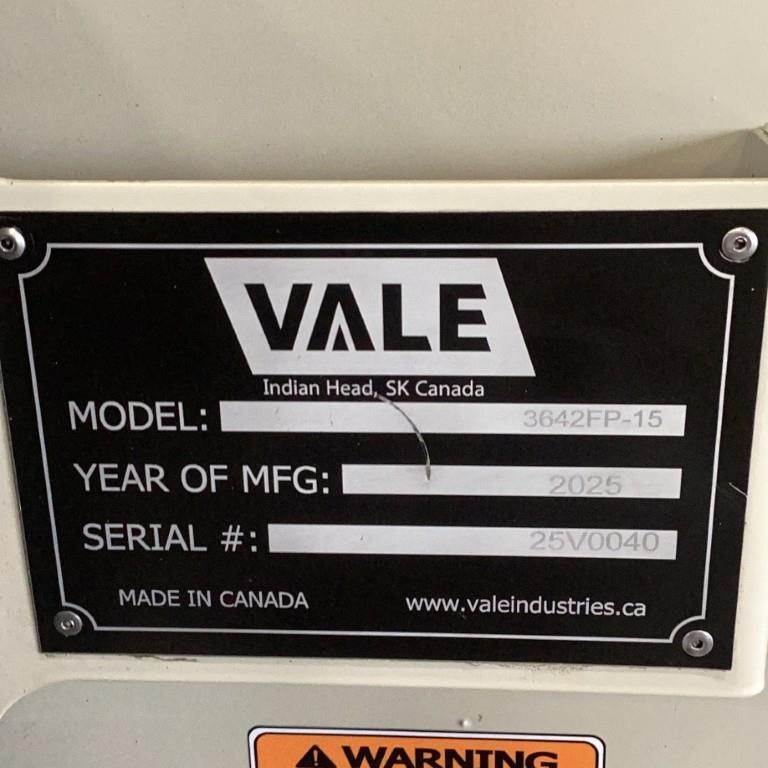 VALE
Indian Head, SK Canada
MODEL: 3642FP-15
YEAR OF MFG: 2025
SERIAL #: 25V0040
MADE IN CANADA www.valeindustries.ca
WARNING